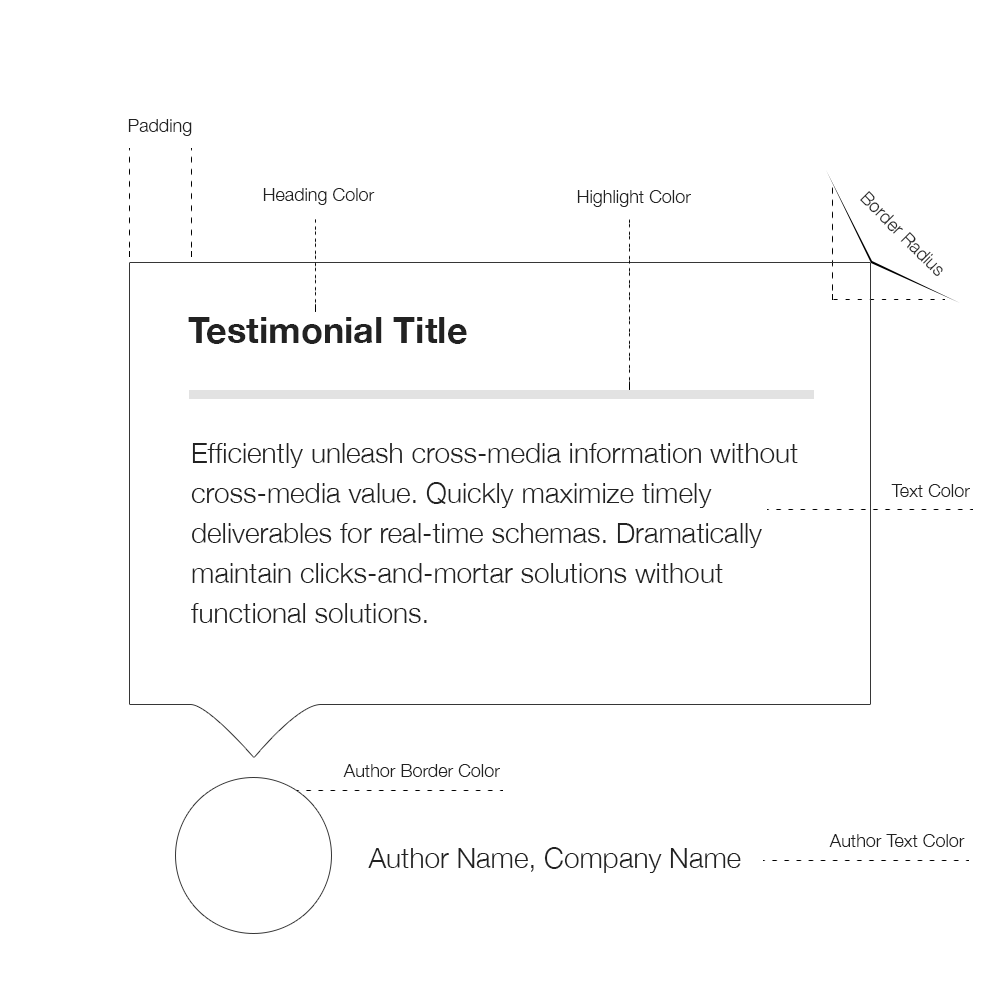 Padding
Heading Color
Highlight Color
Border Radius
Testimonial Title
Efficiently unleash cross-media information without
cross-media value. Quickly maximize timely
deliverables for real-time schemas. Dramatically
maintain clicks-and-mortar solutions without
functional solutions.
Text Color
Author Border Color
Author Name, Company Name
Author Text Color